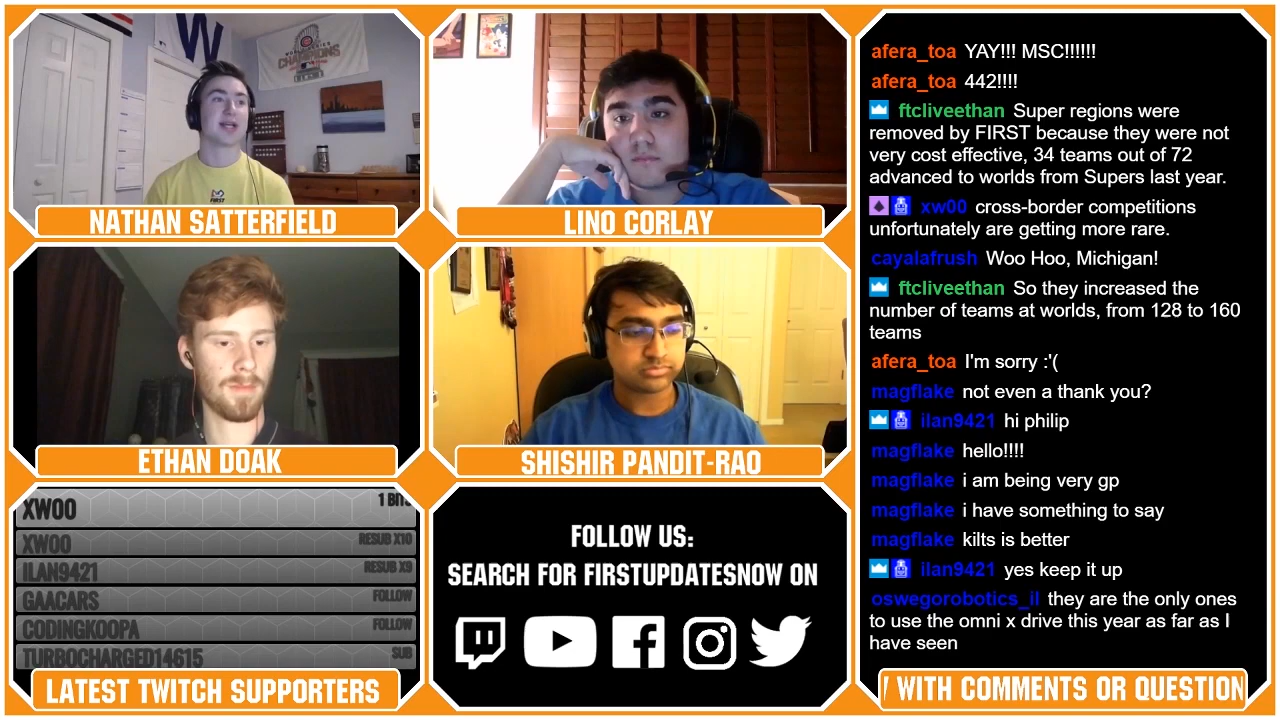 W
CHAMPIONS
FIRST
NATHAN SATTERFIELD
LINO CORLAY
ETHAN DOAK
SHISHIR PANDIT-RAO
XWOO
1 BITS
XWOO
RESUB X10
ILAN9421
RESUB X9
GAACARS
FOLLOW
CODINGKOOPA
FOLLOW
TURBOCHARGED14615
SUB
LATEST TWITCH SUPPORTERS
FOLLOW US:
SEARCH FOR FIRSTUPDATESNOW ON
afera_toa YAY!!! MSC!!!!!!
afera_toa 442!!!!
ftcliveethan Super regions were
removed by FIRST because they were not
very cost effective, 34 teams out of 72
advanced to worlds from Supers last year.
xw00 cross-border competitions
unfortunately are getting more rare.
cayalafrush Woo Hoo, Michigan!
ftcliveethan So they increased the
number of teams at worlds, from 128 to 160
teams
afera_toa I'm sorry :'(
magflake not even a thank you?
ilan9421 hi philip
magflake hello!!!!
magflake i am being very gp
magflake i have something to say
magflake kilts is better
ilan9421 yes keep it up
oswegorobotics_il they are the only ones
to use the omni x drive this year as far as I
have seen
WITH COMMENTS OR QUESTION